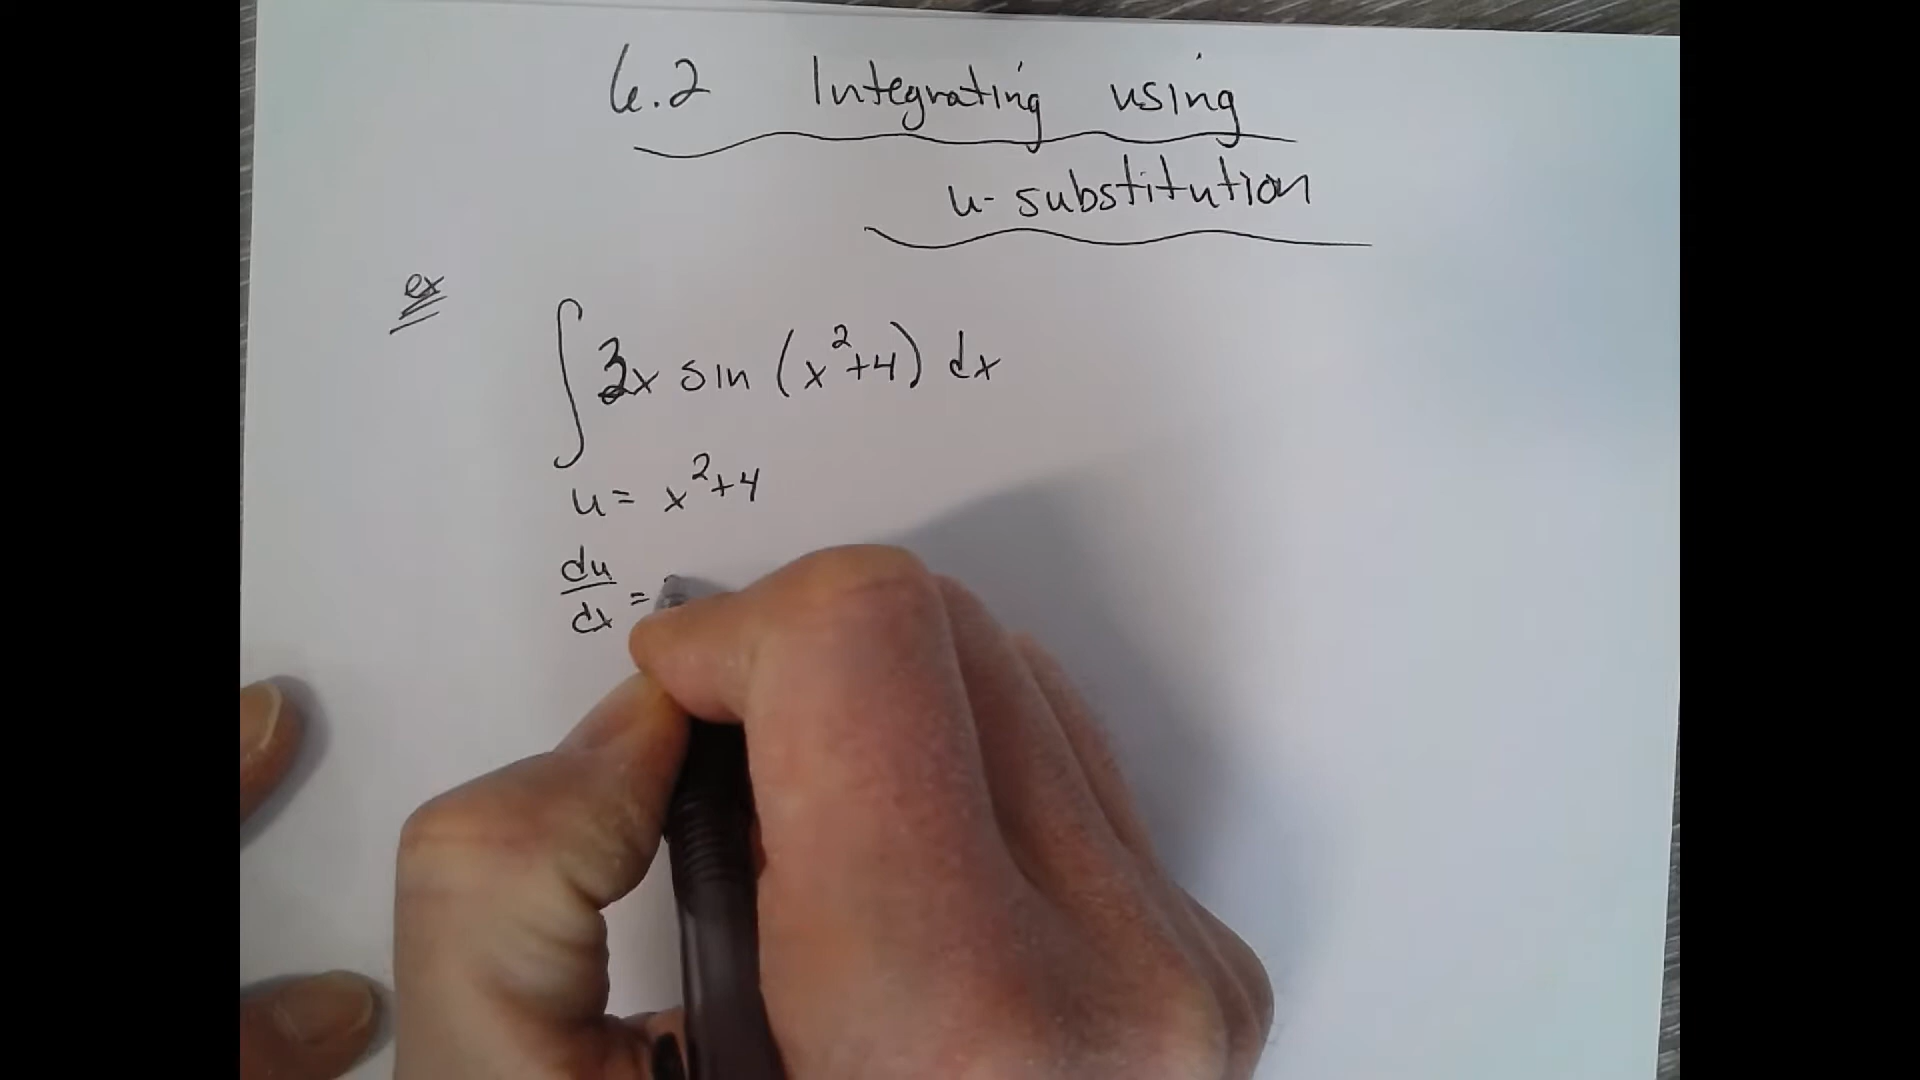 6.2 Integrating using
u-substitution
ex
∫ 3x sin (x²+4) dx
u = x²+4
du/dx =